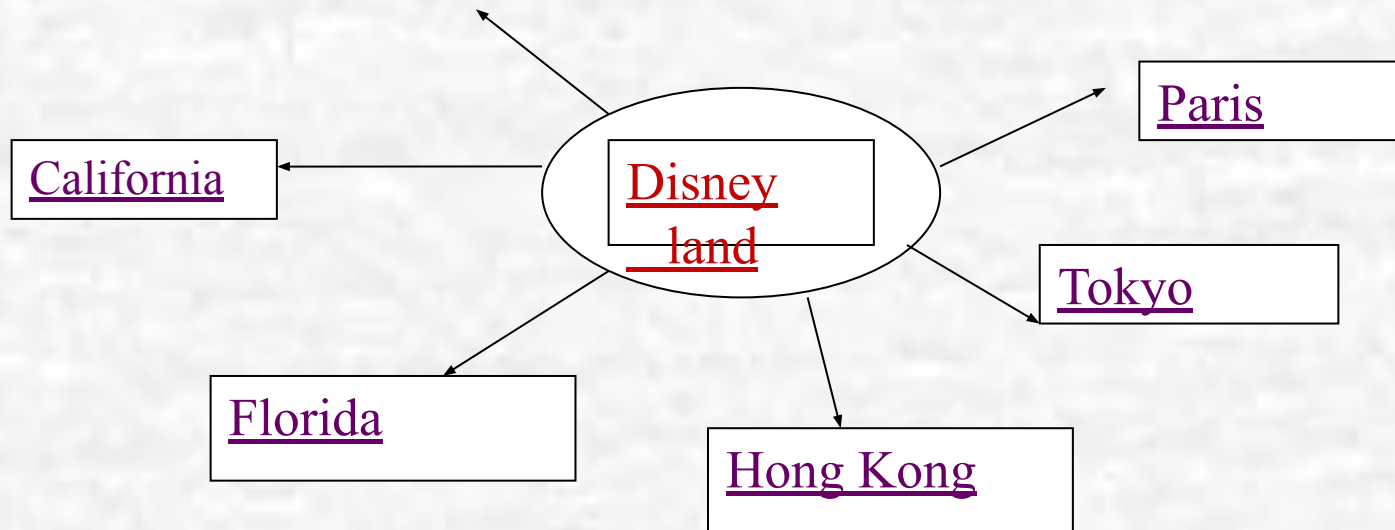 Paris
California
Disney
land
Tokyo
Florida
Hong Kong